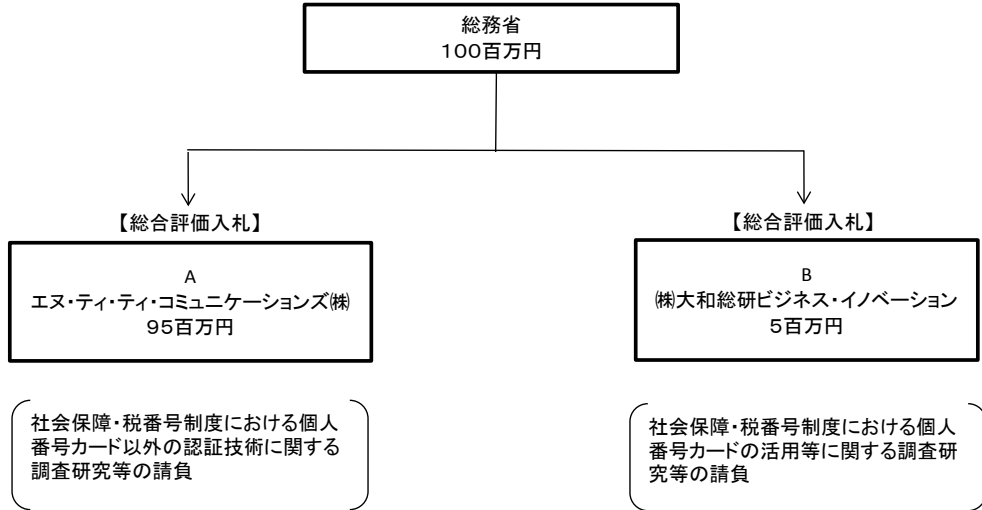 総務省
100百万円
【総合評価入札】
【総合評価入札】
A
エヌ・ティ・ティ・コミュニケーションズ㈱
95百万円
B
㈱大和総研ビジネス・イノベーション
5百万円
社会保障・税番号制度における個人
番号カード以外の認証技術に関する
調査研究等の請負
社会保障・税番号制度における個人
番号カードの活用等に関する調査研
究等の請負